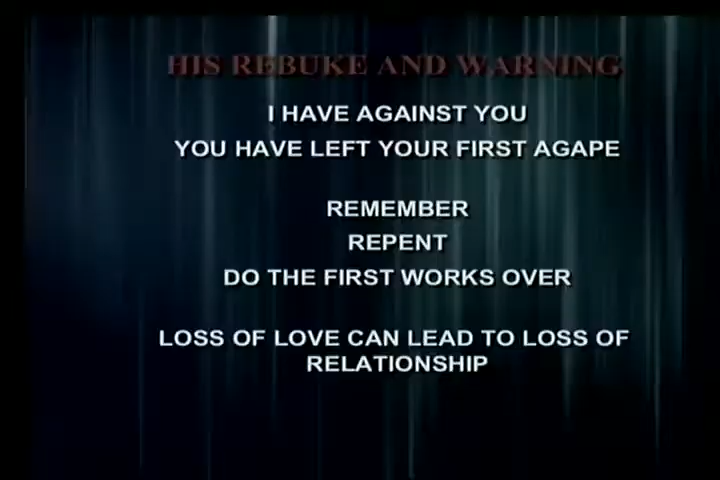 HIS REBUKE AND WARNING
I HAVE AGAINST YOU
YOU HAVE LEFT YOUR FIRST AGAPE
REMEMBER
REPENT
DO THE FIRST WORKS OVER
LOSS OF LOVE CAN LEAD TO LOSS OF
RELATIONSHIP